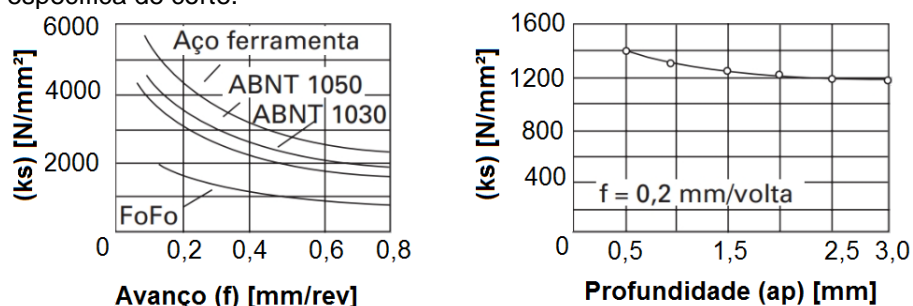 específica de corte.
6000
4000
2000
0
0,2
0,4
0,6
0,8
(ks) [N/mm²]
Aço ferramenta
ABNT 1050
ABNT 1030
FoFo
Avanço (f) [mm/rev]
1600
1200
800
400
0
0,5
1,5
2,5
3,0
(ks) [N/mm²]
f = 0,2 mm/volta
Profundidade (ap) [mm]